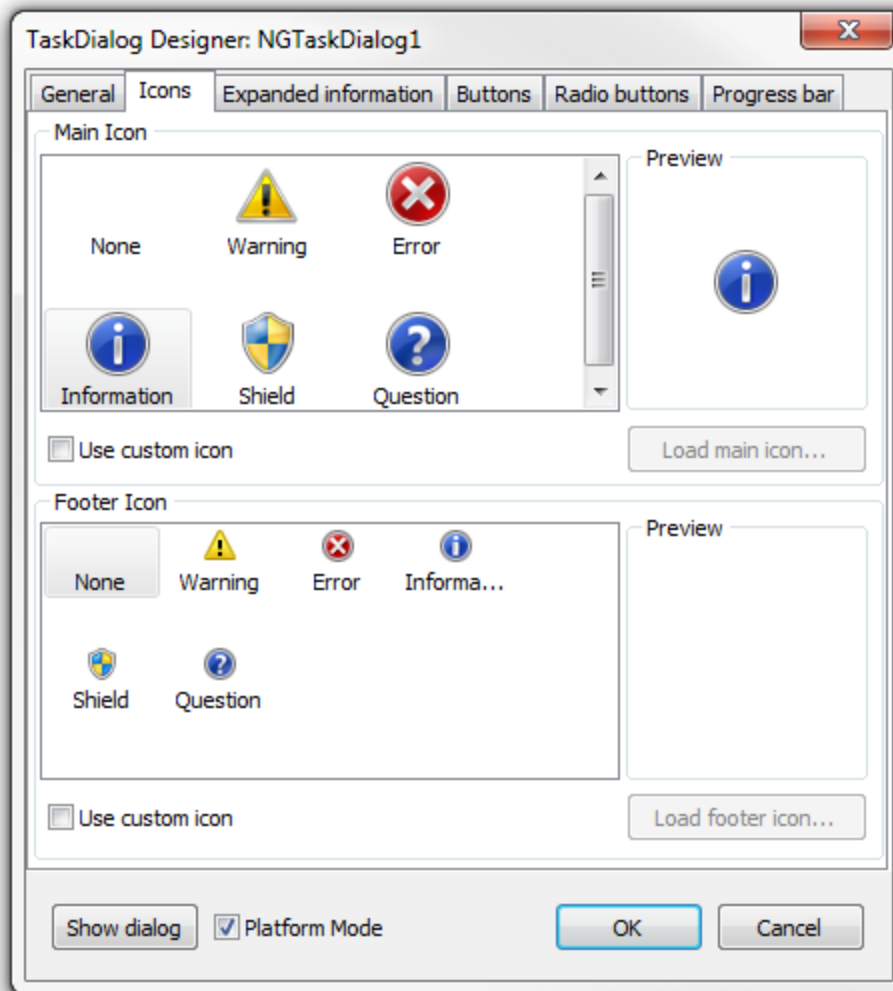 TaskDialog Designer: NGTaskDialog1
General Icons Expanded information Buttons Radio buttons Progress bar
Main Icon
Preview
None Warning Error
Information Shield Question
Use custom icon
Load main icon...
Footer Icon
Preview
None Warning Error Informa...
Shield Question
Use custom icon
Load footer icon...
Show dialog Platform Mode OK Cancel